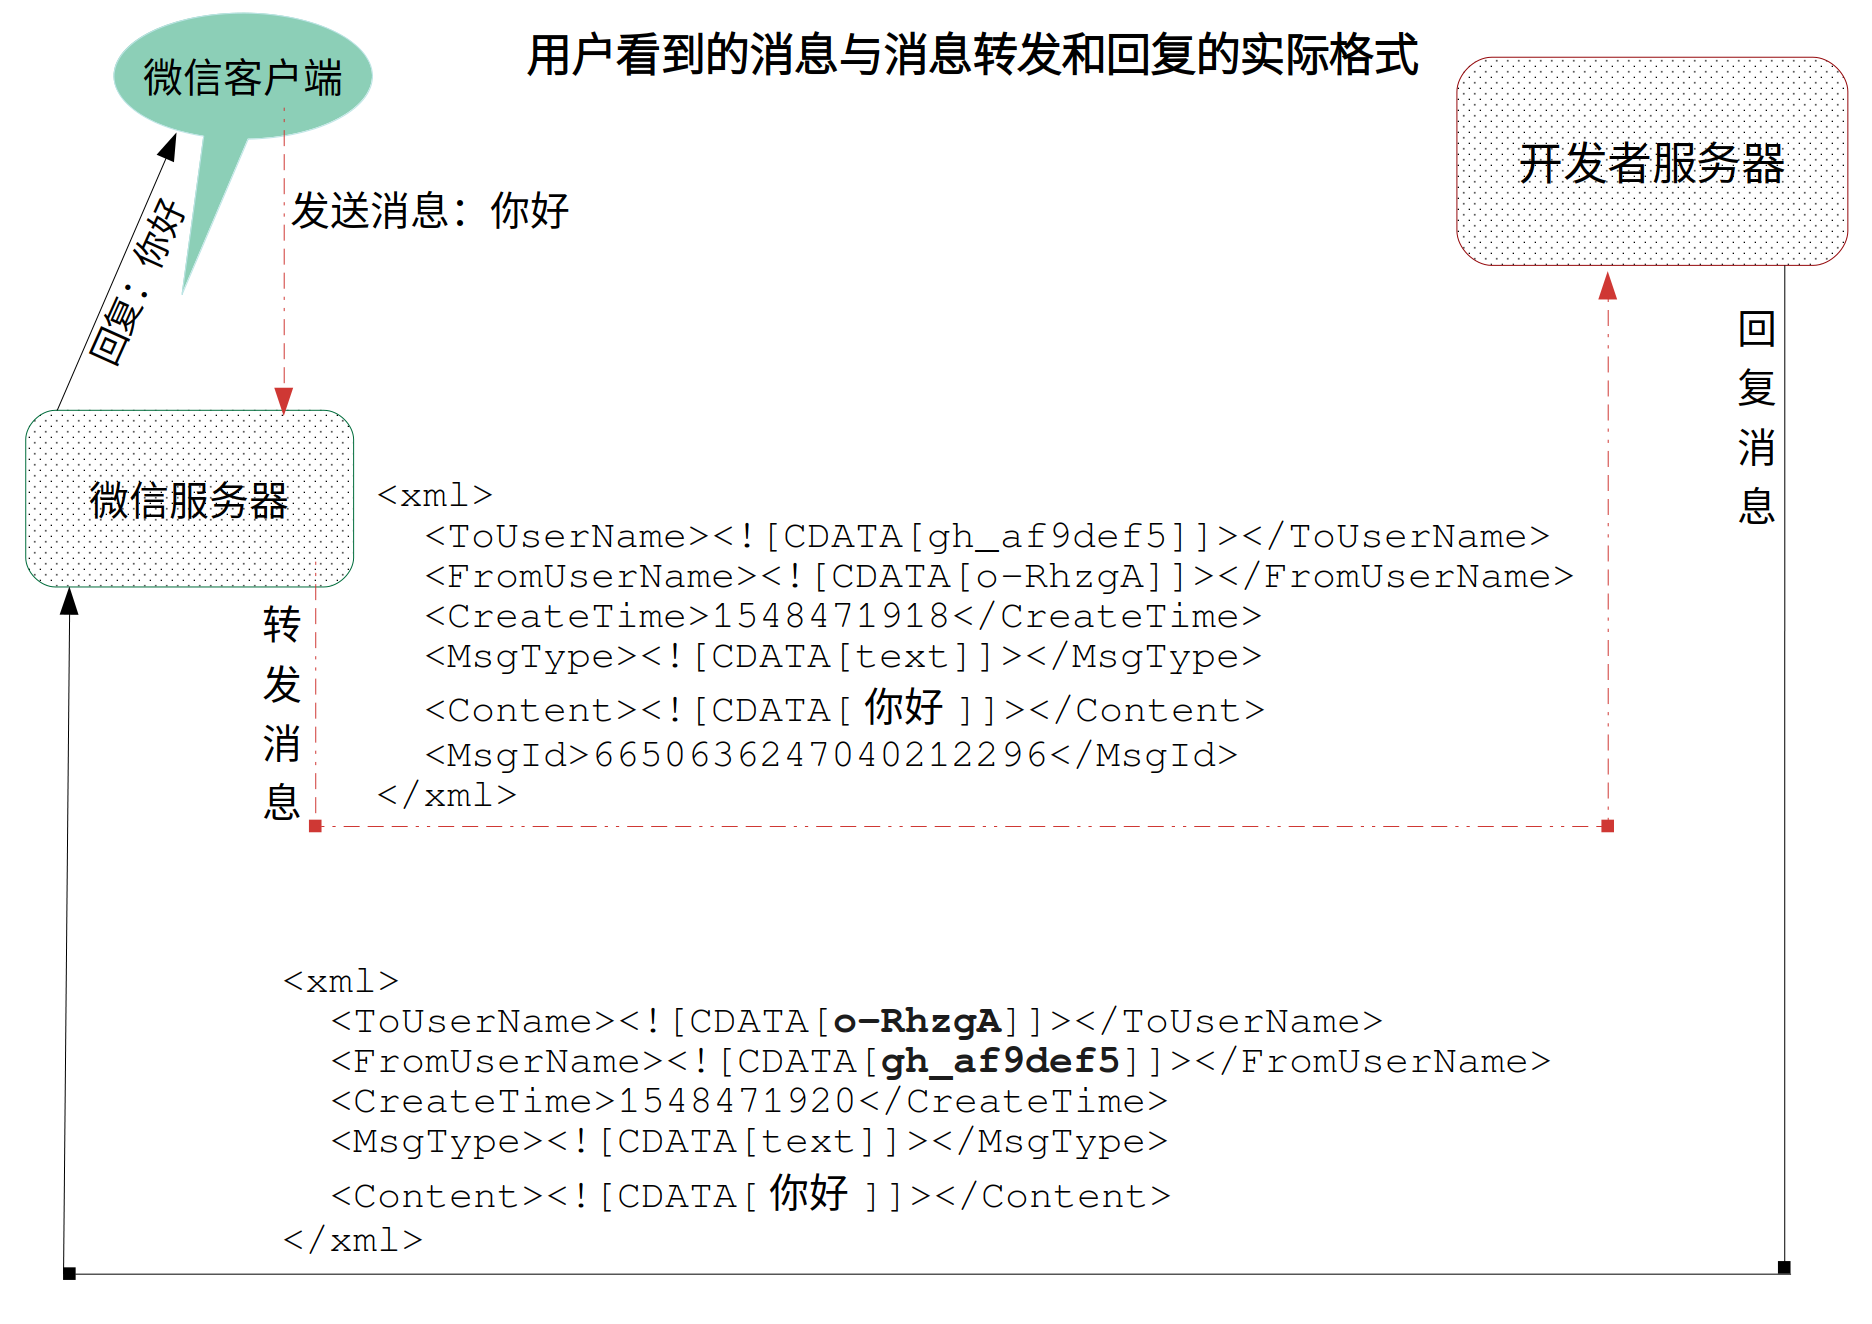 用户看到的消息与消息转发和回复的实际格式
微信客户端
开发者服务器
发送消息：你好
回复：你好
回复消息
微信服务器
转发消息
<xml>
  <ToUserName><![CDATA[gh_af9def5]]></ToUserName>
  <FromUserName><![CDATA[o-RhzgA]]></FromUserName>
  <CreateTime>1548471918</CreateTime>
  <MsgType><![CDATA[text]]></MsgType>
  <Content><![CDATA[ 你好 ]]></Content>
  <MsgId>6650636247040212296</MsgId>
</xml>
<xml>
  <ToUserName><![CDATA[o-RhzgA]]></ToUserName>
  <FromUserName><![CDATA[gh_af9def5]]></FromUserName>
  <CreateTime>1548471920</CreateTime>
  <MsgType><![CDATA[text]]></MsgType>
  <Content><![CDATA[ 你好 ]]></Content>
</xml>